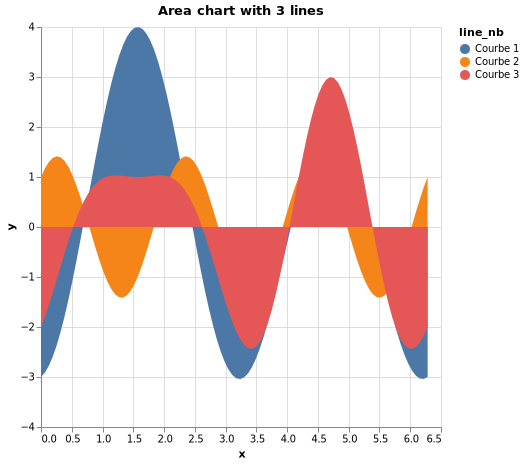 Area chart with 3 lines
line_nb
Courbe 1
Courbe 2
Courbe 3
y
4
3
2
1
0
−1
−2
−3
−4
0.0 0.5 1.0 1.5 2.0 2.5 3.0 3.5 4.0 4.5 5.0 5.5 6.0 6.5
x